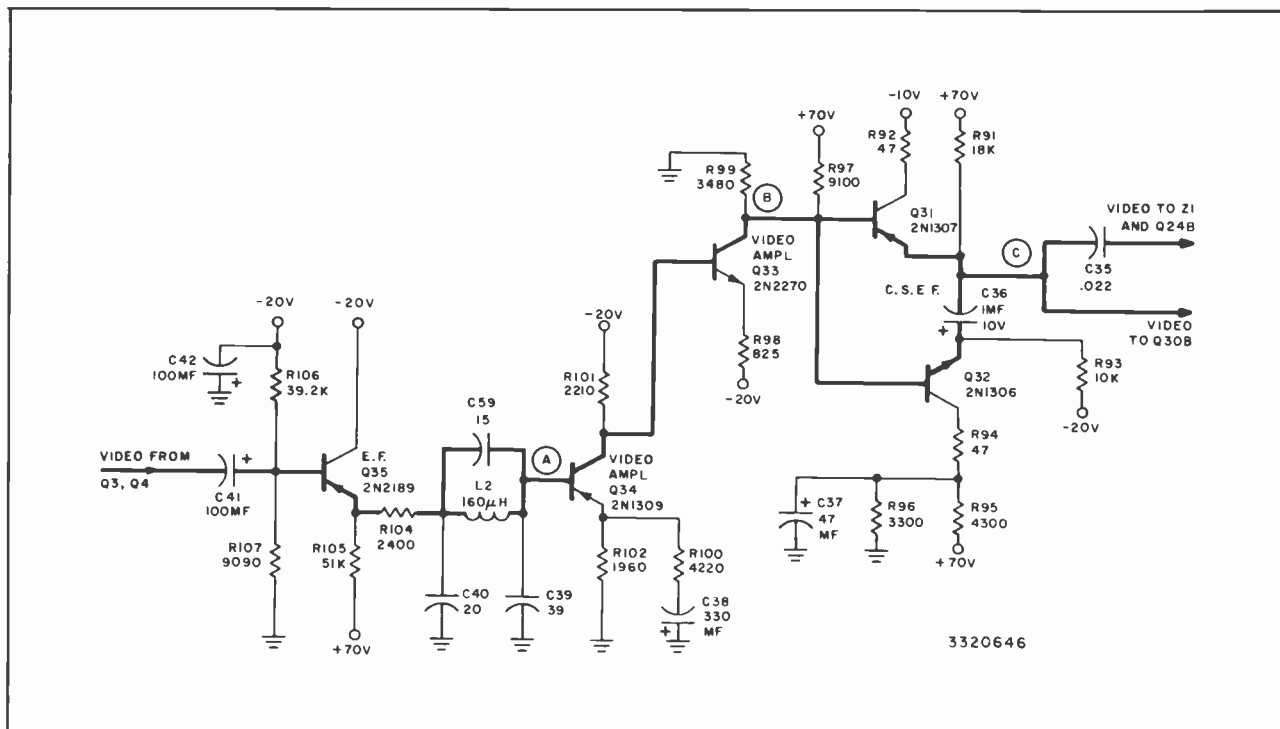 -10V
+70V
R92
47
R91
18K
+70V
R99
3480
B
R97
9100
Q31
2N1307
VIDEO TO Z1
AND Q24B
VIDEO
AMPL
Q33
2N2270
C
C35
.022
C.S.E.F.
C36
1MF
10V
+
VIDEO
TO Q30B
-20V
-20V
-20V
R98
825
-20V
R93
10K
-20V
C42
100MF
+
R106
39.2K
R101
2210
Q32
2N1306
C59
15
R94
47
VIDEO FROM
Q3, Q4
+
C41
100MF
E.F.
Q35
2N2189
A
VIDEO
AMPL
Q34
2N1309
L2
160μH
R104
2400
+
C37
47
MF
R96
3300
R95
4300
+70V
R107
9090
R105
51K
R102
1960
R100
4220
C40
20
C39
39
C38
330
MF
+
+70V
3320646